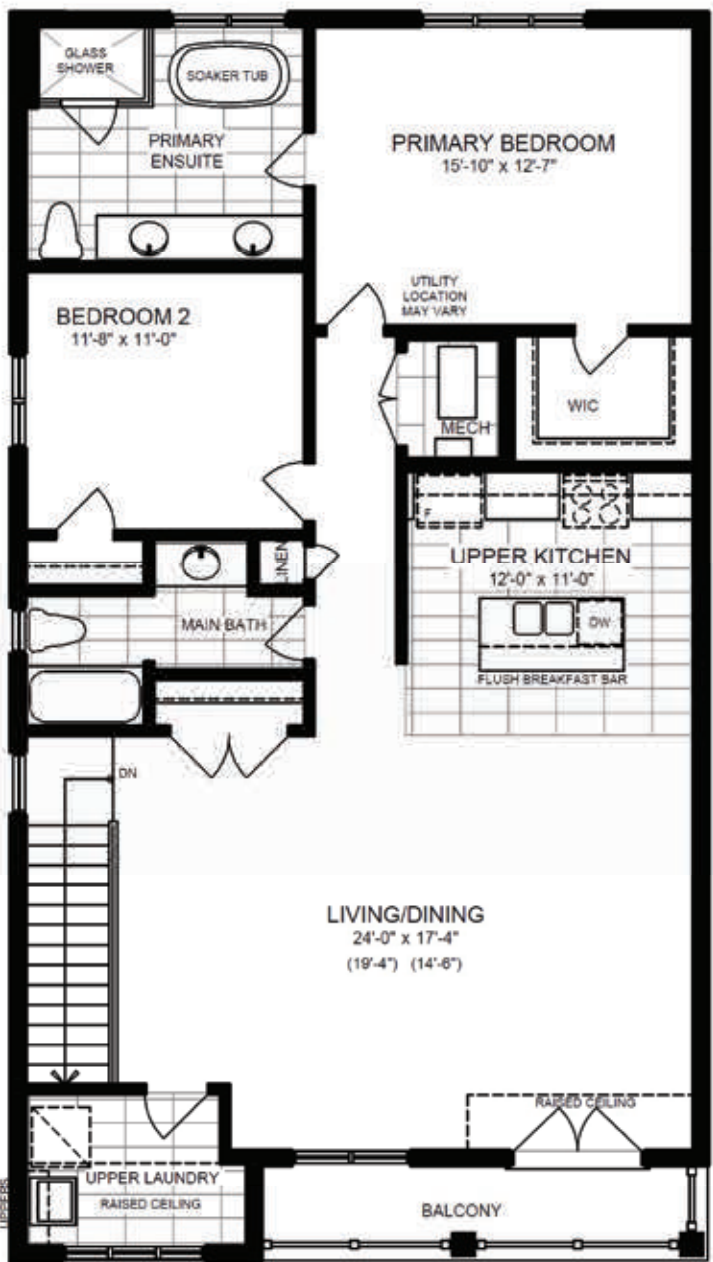 GLASS
SHOWER
SOAKER TUB
PRIMARY
ENSUITE
PRIMARY BEDROOM
15'-10" x 12'-7"
UTILITY
LOCATION
MAY VARY
BEDROOM 2
11'-8" x 11'-0"
MECH
WIC
F
UPPER KITCHEN
12'-0" x 11'-0"
LINEN
MAIN BATH
DW
FLUSH BREAKFAST BAR
DN
LIVING/DINING
24'-0" x 17'-4"
(19'-4") (14'-6")
RAISED CEILING
UPPER LAUNDRY
RAISED CEILING
UPPERS
BALCONY